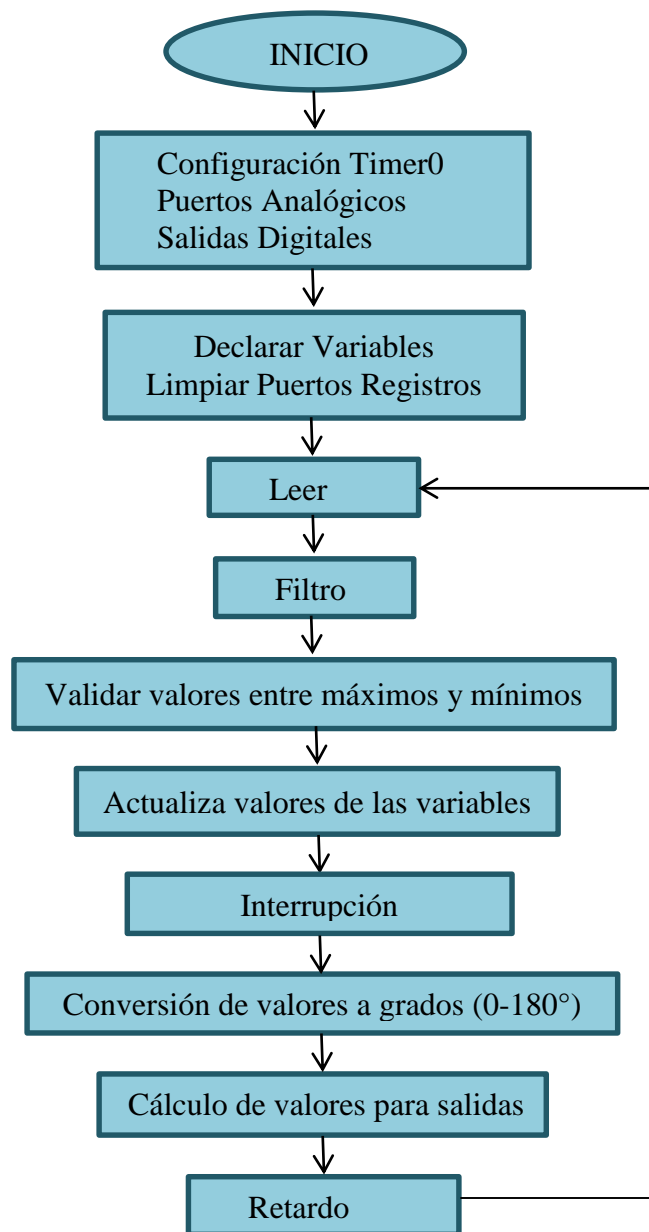 INICIO
Configuración Timer0
Puertos Analógicos
Salidas Digitales
Declarar Variables
Limpiar Puertos Registros
Leer
Filtro
Validar valores entre máximos y mínimos
Actualiza valores de las variables
Interrupción
Conversión de valores a grados (0-180°)
Cálculo de valores para salidas
Retardo